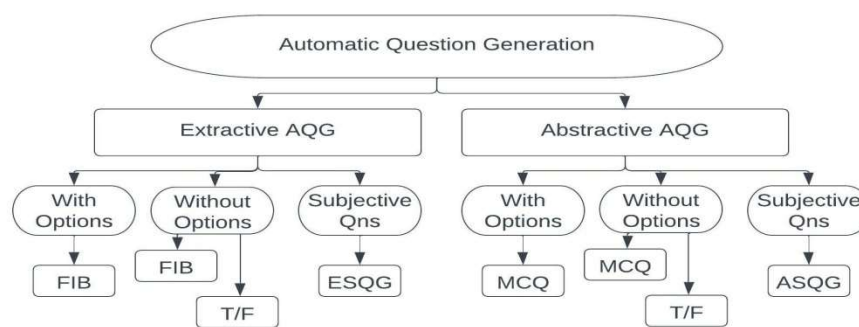 Automatic Question Generation
Extractive AQG
Abstractive AQG
With
Options
Without
Options
Subjective
Qns
With
Options
Without
Options
Subjective
Qns
FIB
FIB
T/F
ESQG
MCQ
MCQ
T/F
ASQG